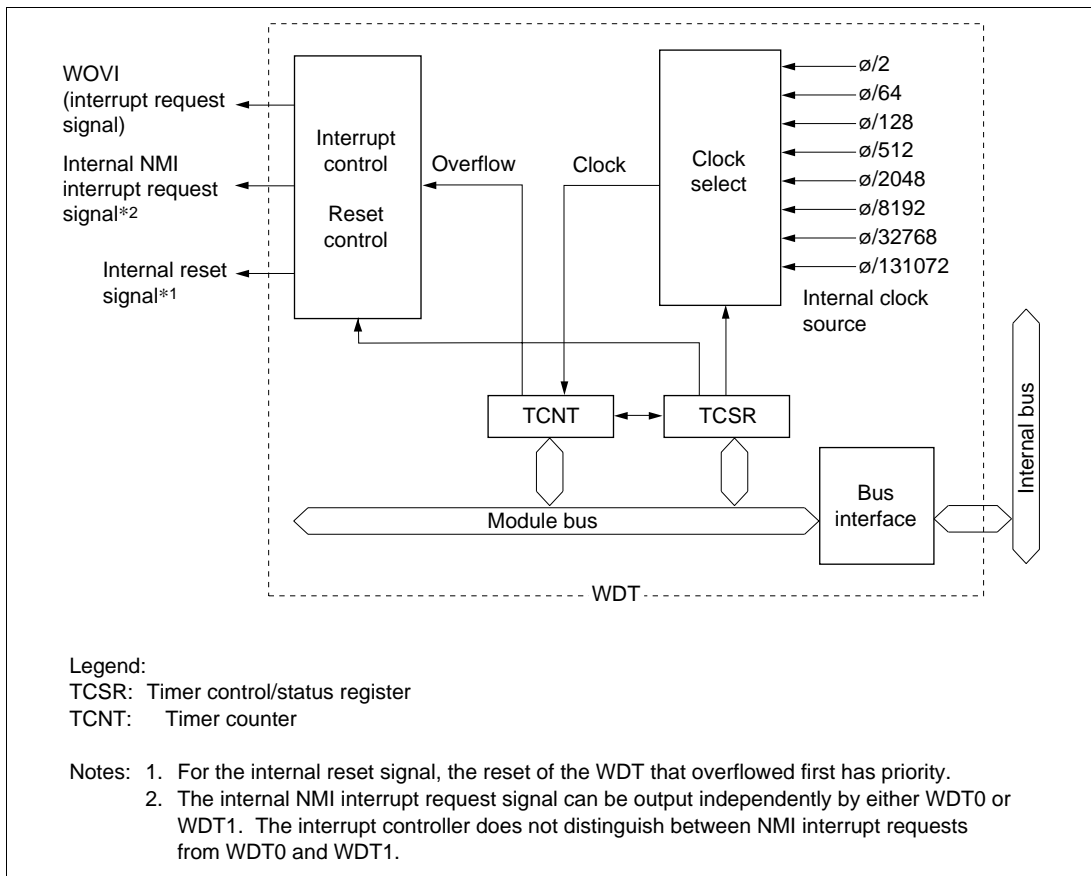 WOVI
(interrupt request
signal)
Internal NMI
interrupt request
signal*2
Internal reset
signal*1
Interrupt
control
Reset
control
Overflow
Clock
Clock
select
ø/2
ø/64
ø/128
ø/512
ø/2048
ø/8192
ø/32768
ø/131072
Internal clock
source
TCNT
TCSR
Module bus
Bus
interface
Internal bus
WDT
Legend:
TCSR: Timer control/status register
TCNT: Timer counter
Notes: 1. For the internal reset signal, the reset of the WDT that overflowed first has priority.
2. The internal NMI interrupt request signal can be output independently by either WDT0 or
WDT1. The interrupt controller does not distinguish between NMI interrupt requests
from WDT0 and WDT1.